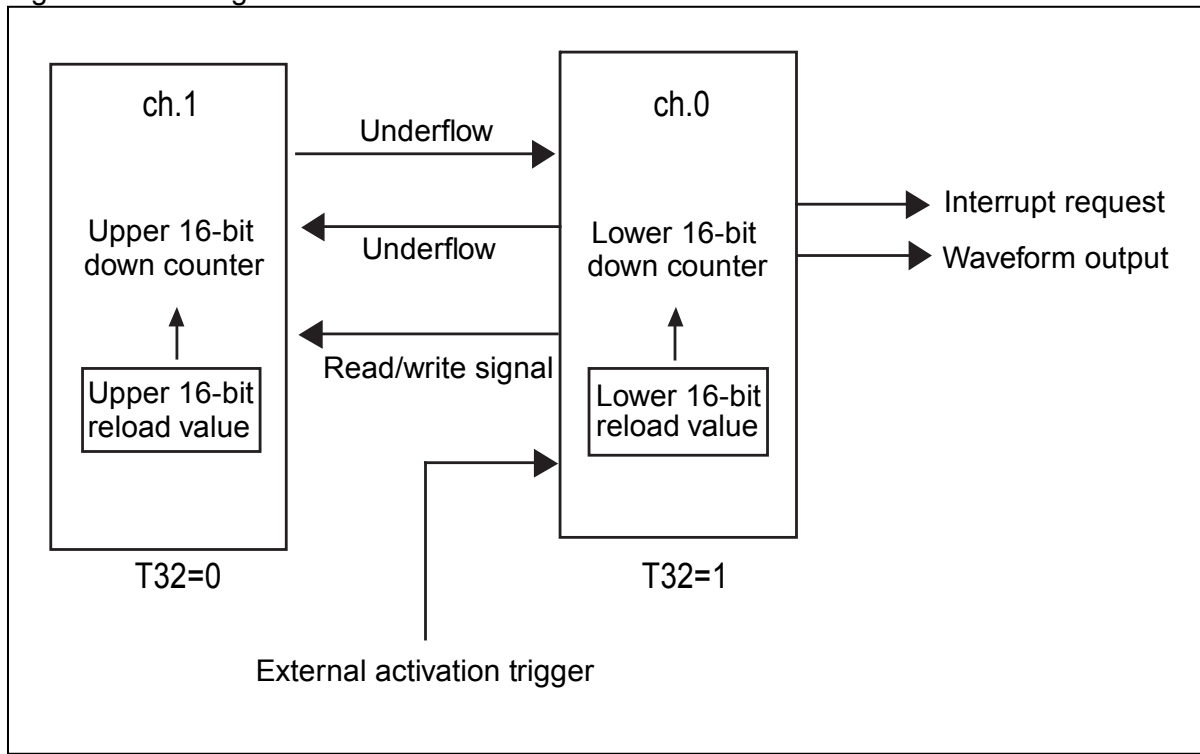 ch.1
Underflow
Upper 16-bit
down counter
Underflow
Read/write signal
Upper 16-bit
reload value
T32=0
ch.0
Lower 16-bit
down counter
Lower 16-bit
reload value
T32=1
Interrupt request
Waveform output
External activation trigger